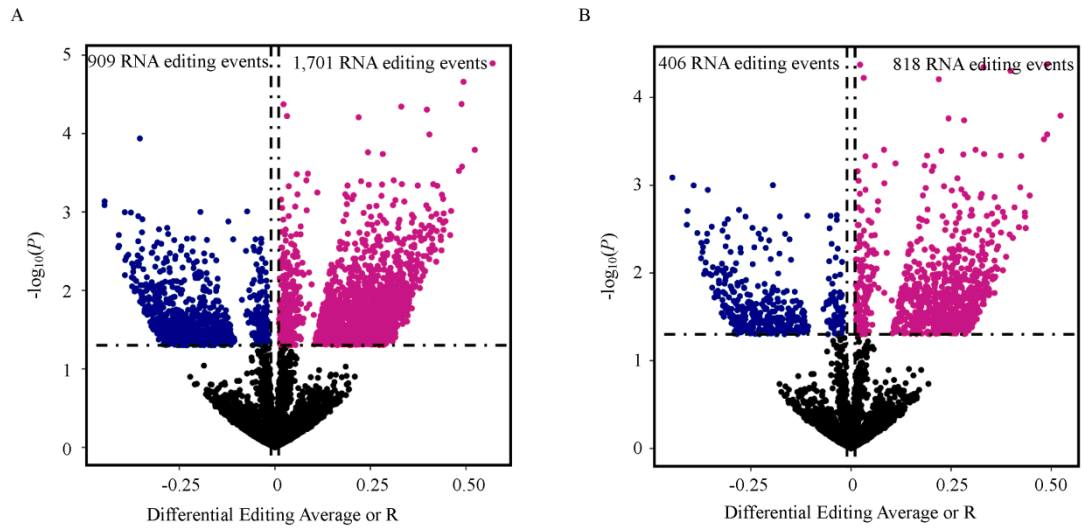 A
B
909 RNA editing events
1,701 RNA editing events
406 RNA editing events
818 RNA editing events
5
4
3
2
1
0
-log₁₀(P)
-0.25
0
0.25
0.50
Differential Editing Average or R
4
3
2
1
0
-log₁₀(P)
-0.25
0
0.25
0.50
Differential Editing Average or R